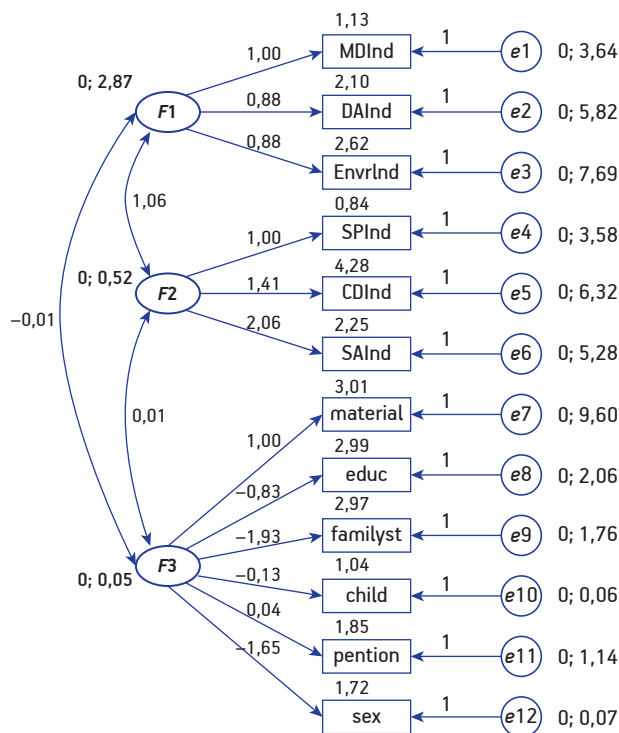 1,13
1,00 MDInd 1 e1 0; 3,64
0; 2,87
2,10
F1 0,88 DAInd 1 e2 0; 5,82
2,62
0,88 EnvrInd 1 e3 0; 7,69
1,06
0,84
1,00 SPInd 1 e4 0; 3,58
0; 0,52
4,28
F2 1,41 CDInd 1 e5 0; 6,32
–0,01
2,25
2,06 SAInd 1 e6 0; 5,28
3,01
0,01 material 1 e7 0; 9,60
1,00
2,99
–0,83 educ 1 e8 0; 2,06
2,97
–1,93 familyst 1 e9 0; 1,76
F3
0; 0,05
1,04
–0,13 child 1 e10 0; 0,06
0,04
1,85
–1,65 pention 1 e11 0; 1,14
1,72
sex 1 e12 0; 0,07